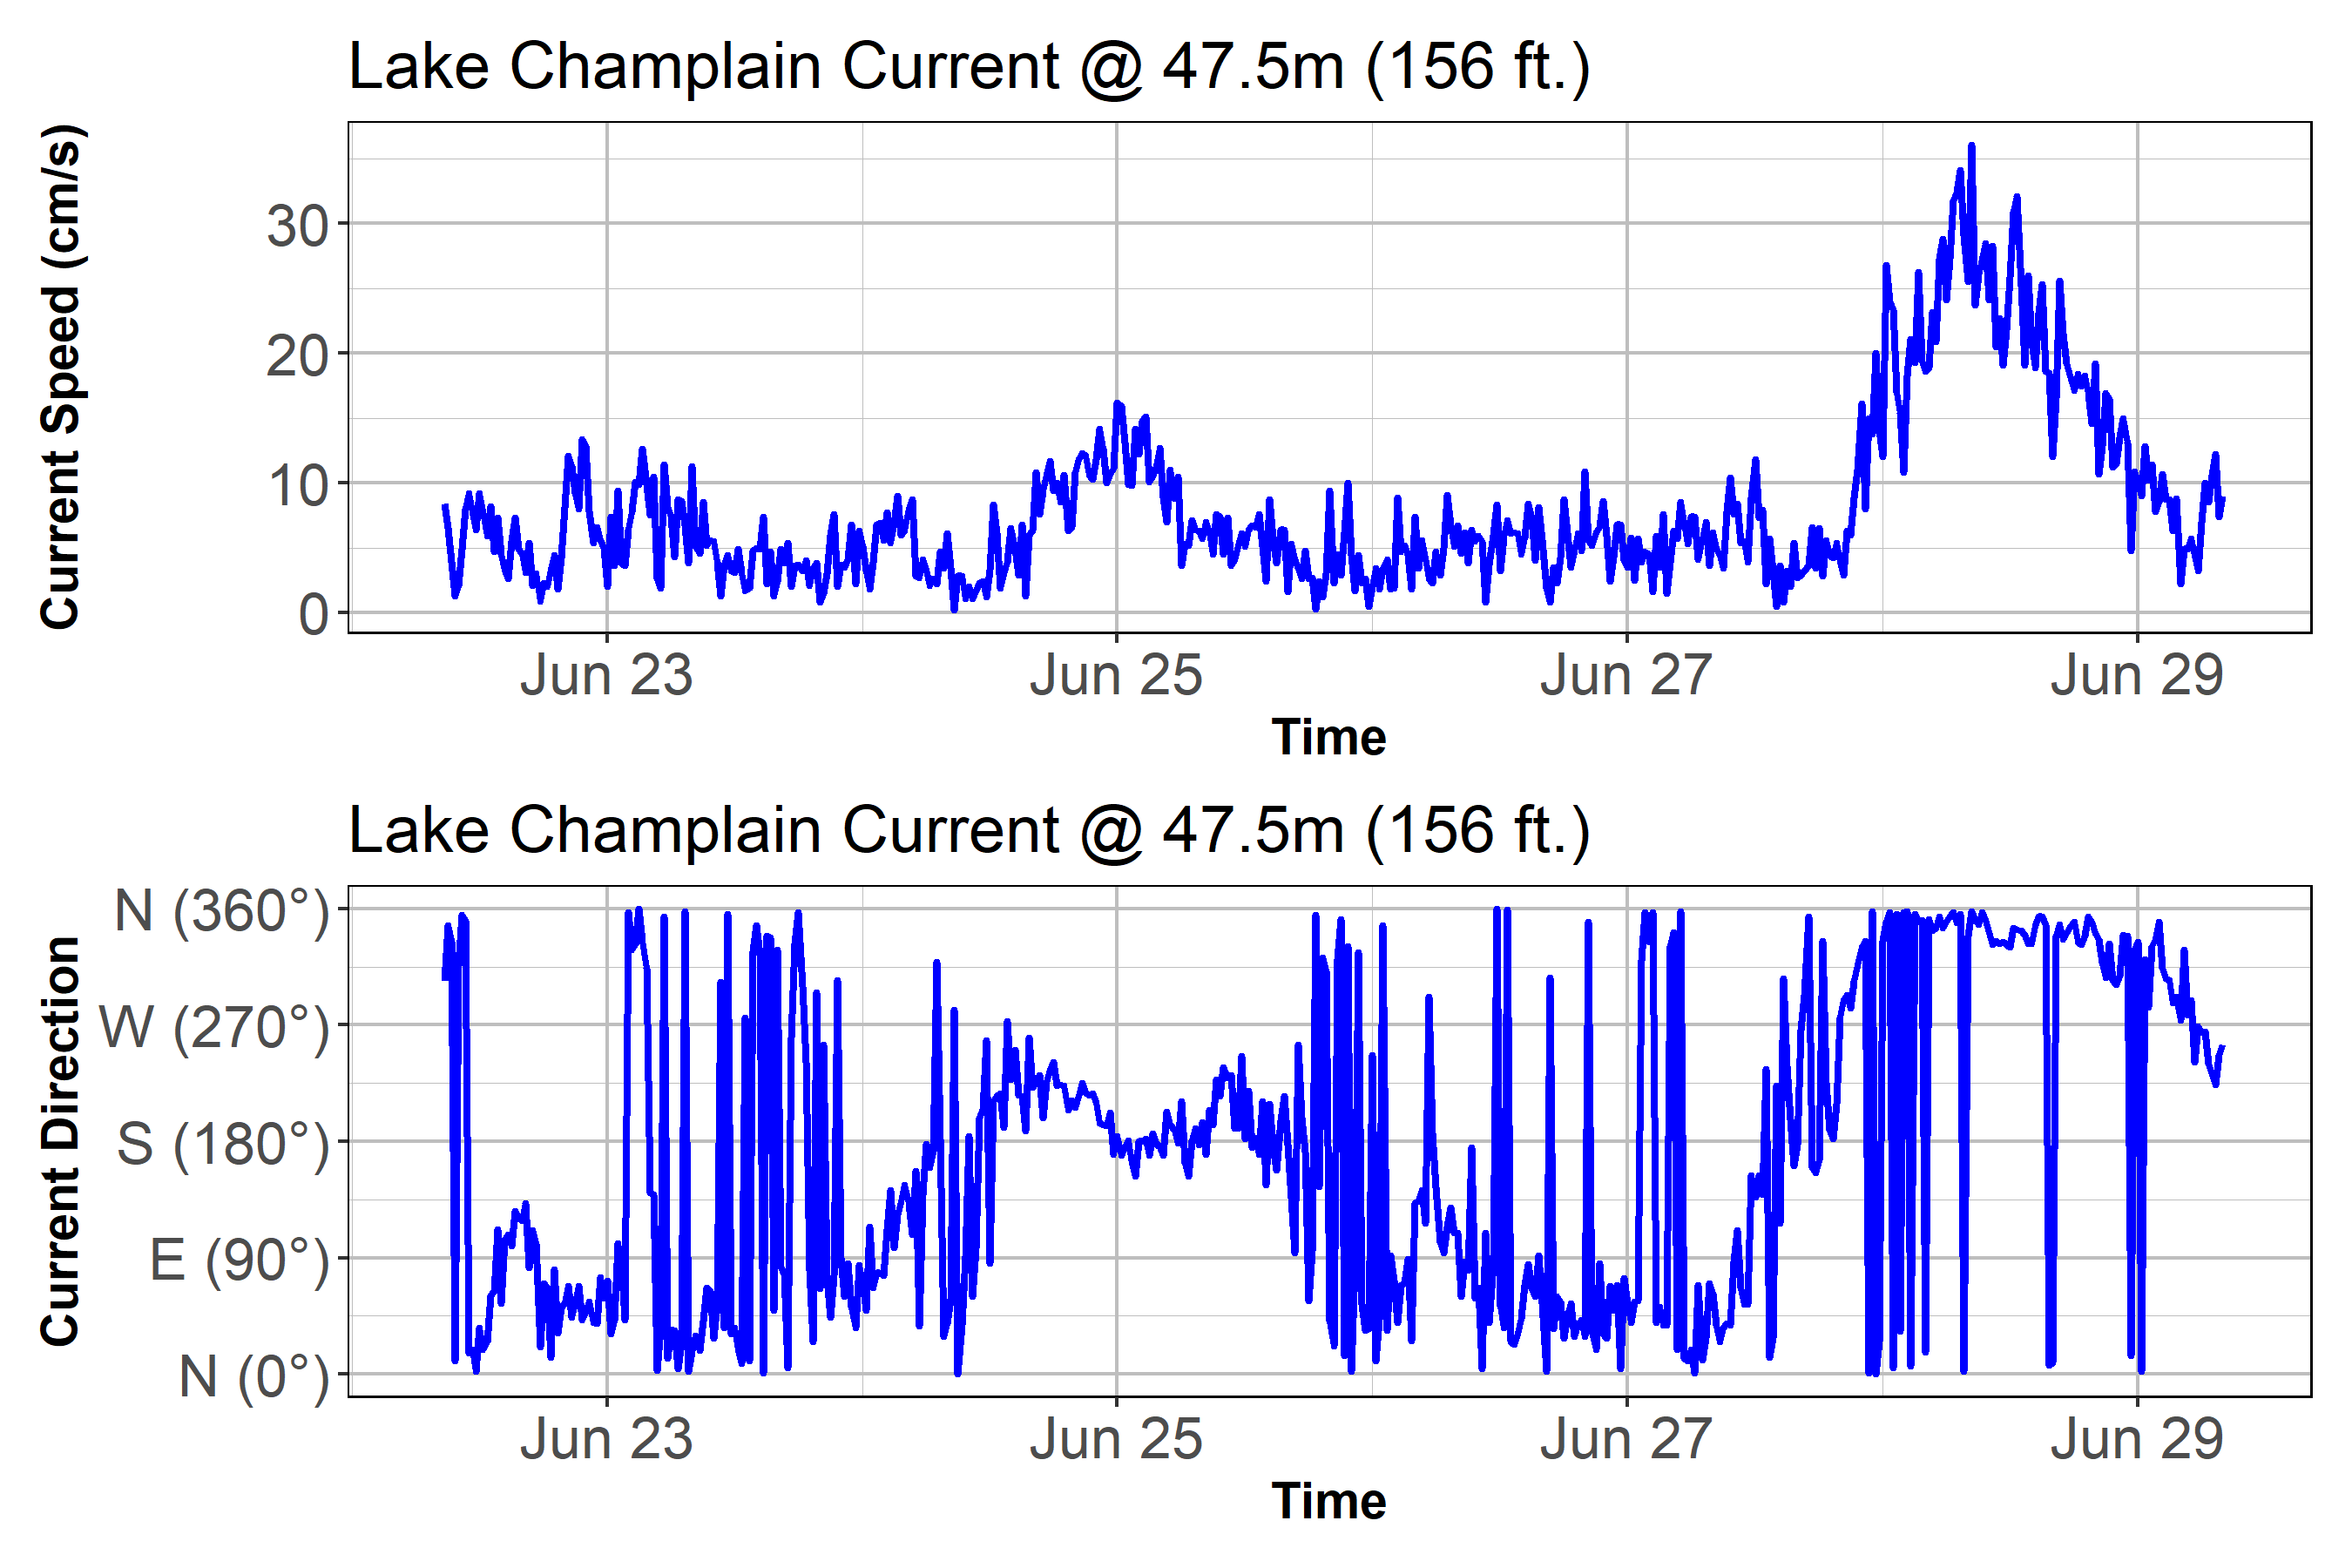 Lake Champlain Current @ 47.5m (156 ft.)
Current Speed (cm/s)
30
20
10
0
Jun 23 Jun 25 Jun 27 Jun 29
Time
Lake Champlain Current @ 47.5m (156 ft.)
Current Direction
N (360°)
W (270°)
S (180°)
E (90°)
N (0°)
Jun 23 Jun 25 Jun 27 Jun 29
Time